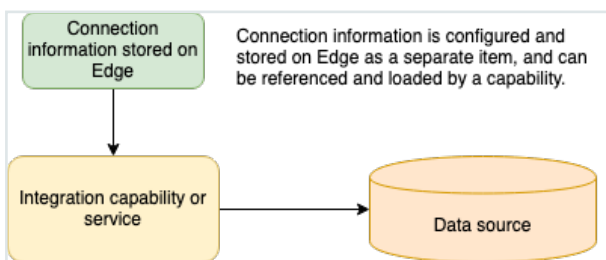 Connection
information stored on
Edge
Connection information is configured and
stored on Edge as a separate item, and can
be referenced and loaded by a capability.
Integration capability or
service
Data source